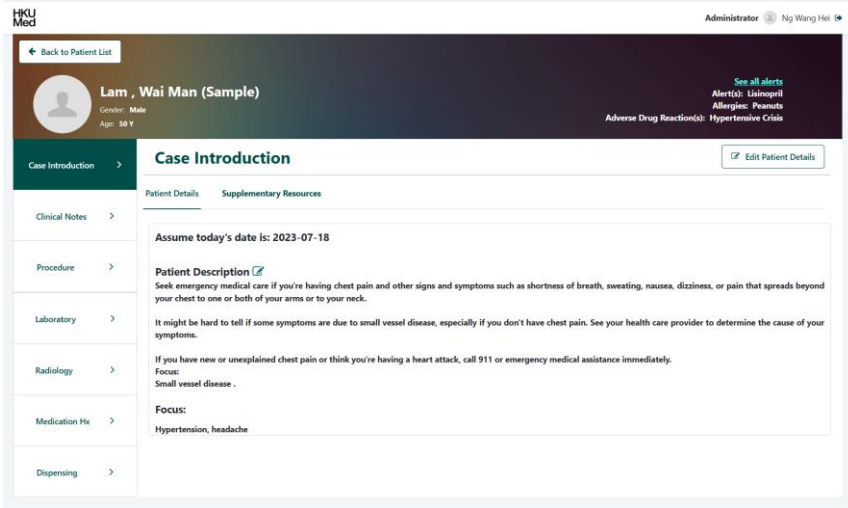 HKU
Med
Administrator Ng Wang Hei
Back to Patient List
Lam , Wai Man (Sample)
Gender: Male
Age: 50 Y
See all alerts
Alert(s): Lisinopril
Allergies: Peanuts
Adverse Drug Reaction(s): Hypertensive Crisis
Case Introduction
Clinical Notes
Procedure
Laboratory
Radiology
Medication Hx
Dispensing
Case Introduction
Edit Patient Details
Patient Details Supplementary Resources
Assume today's date is: 2023-07-18
Patient Description
Seek emergency medical care if you're having chest pain and other signs and symptoms such as shortness of breath, sweating, nausea, dizziness, or pain that spreads beyond
your chest to one or both of your arms or to your neck.
It might be hard to tell if some symptoms are due to small vessel disease, especially if you don't have chest pain. See your health care provider to determine the cause of your
symptoms.
If you have new or unexplained chest pain or think you're having a heart attack, call 911 or emergency medical assistance immediately.
Focus:
Small vessel disease .
Focus:
Hypertension, headache